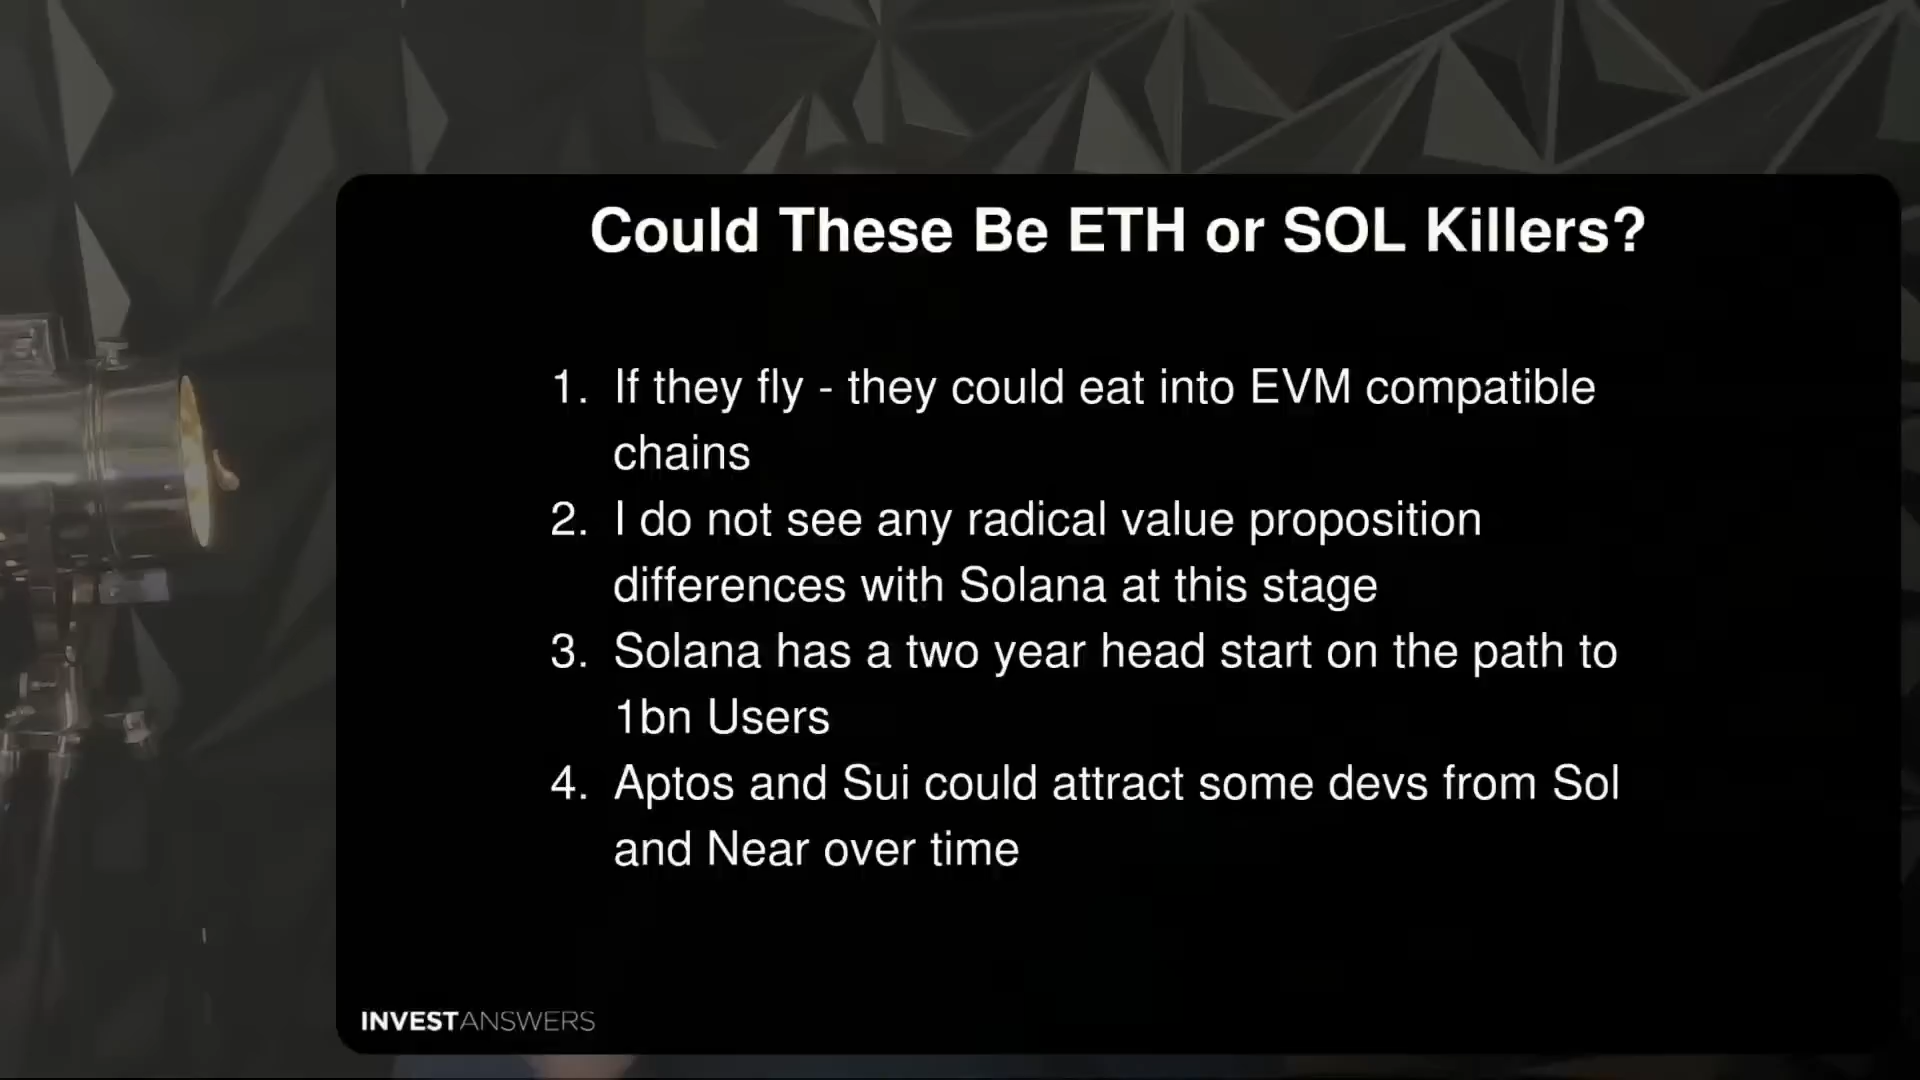 Could These Be ETH or SOL Killers?
1. If they fly - they could eat into EVM compatible
chains
2. I do not see any radical value proposition
differences with Solana at this stage
3. Solana has a two year head start on the path to
1bn Users
4. Aptos and Sui could attract some devs from Sol
and Near over time
INVESTANSWERS